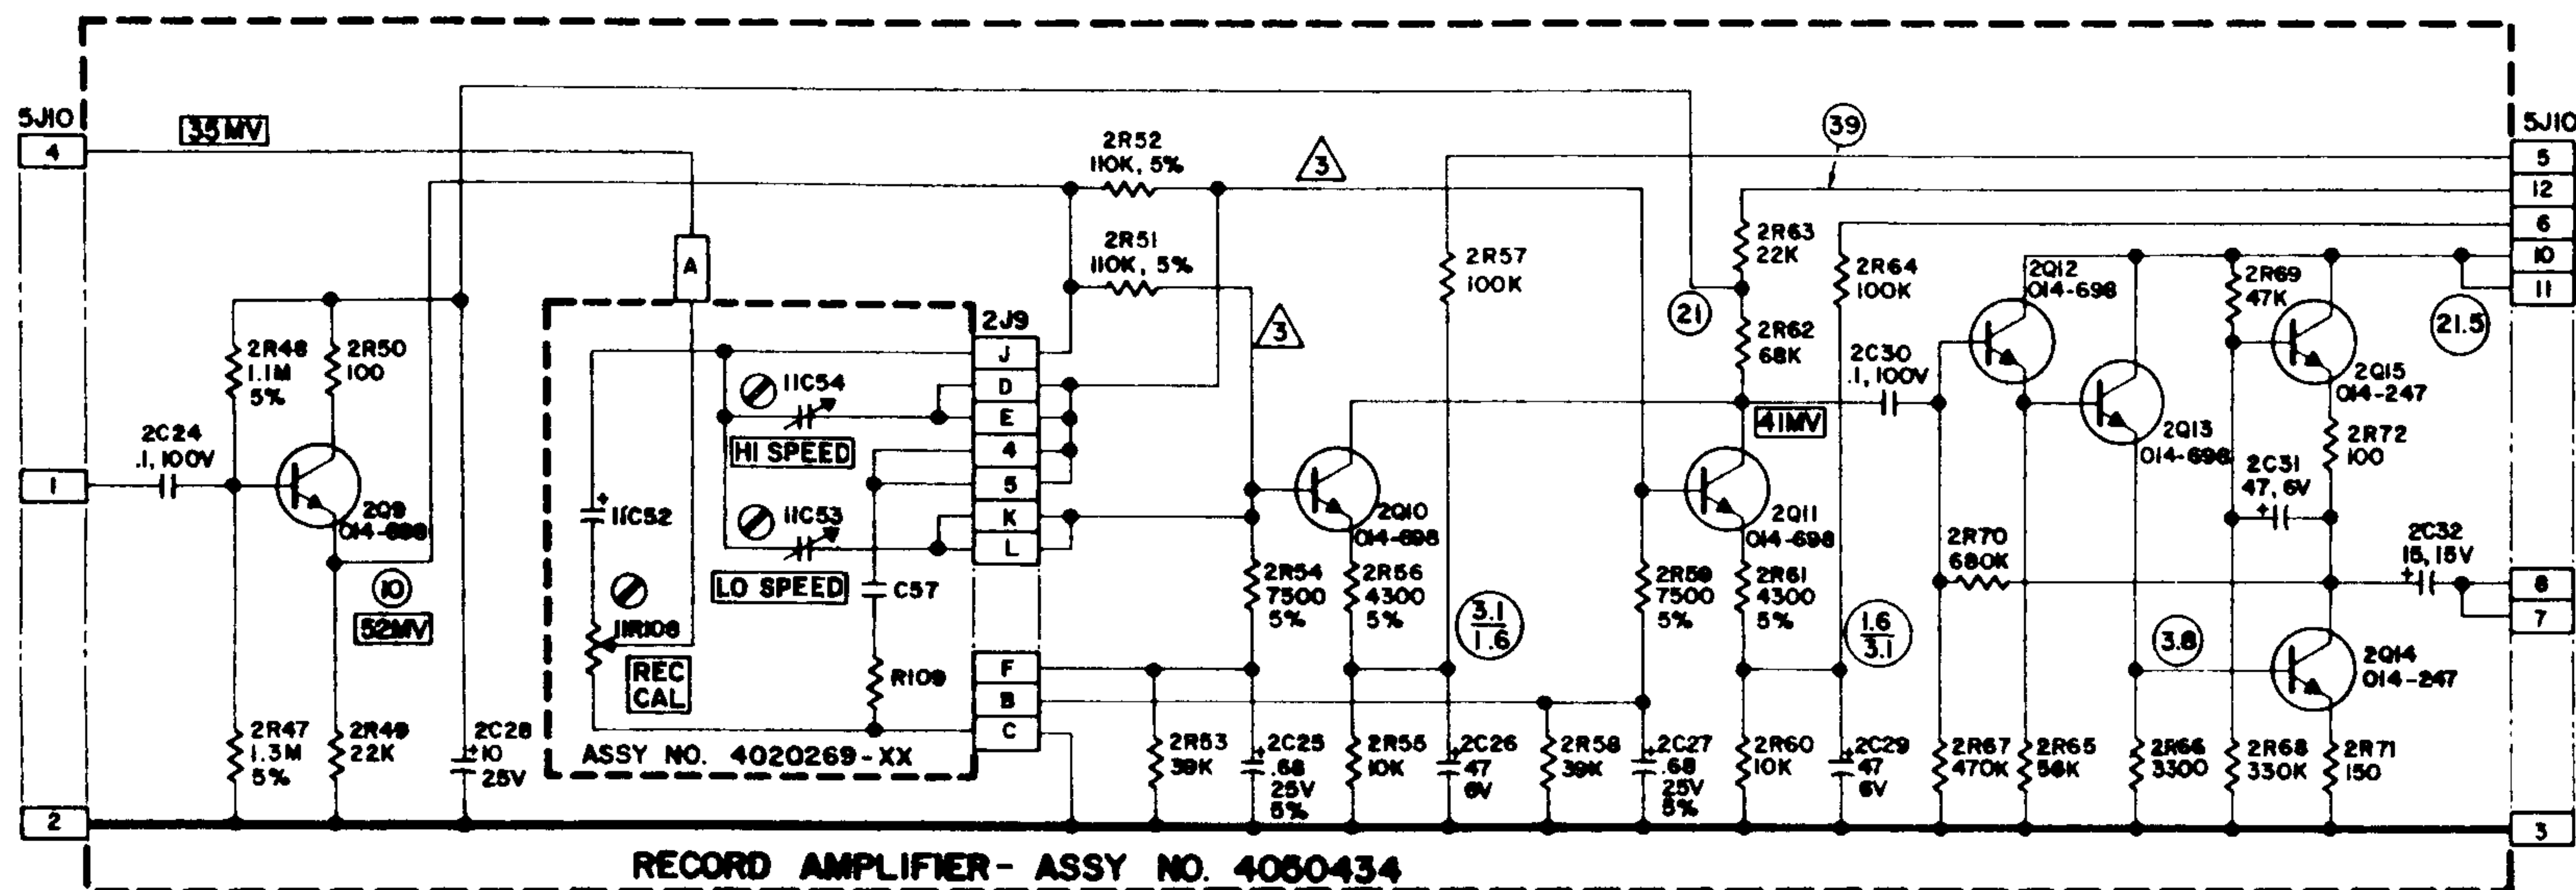 5J10
4
35 MV
1
2
2C24
.1, 100V
2R48
1.1M
5%
2R50
100
2Q9
014-698
10
52MV
2R47
1.3M
5%
2R49
22K
2C28
+10
25V
A
2J9
J
D
E
4
5
K
L
F
B
C
11C54
HI SPEED
11C53
LO SPEED
+
11C52
C57
11R108
REC
CAL
R109
ASSY NO. 4020269-XX
2R52
110K, 5%
2R51
110K, 5%
3
3
2Q10
014-698
2R54
7500
5%
2R56
4300
5%
2R57
100K
3.1
1.6
2R53
39K
2C25
.68
25V
5%
2R55
10K
2C26
47
6V
2R58
39K
2C27
.68
25V
5%
2R59
7500
5%
2Q11
014-698
2R61
4300
5%
2R60
10K
2C29
47
6V
1.6
3.1
39
21
2R63
22K
2R62
68K
2R64
100K
41MV
2C30
.1, 100V
2Q12
014-698
2Q13
014-698
2R69
47K
2Q15
014-247
2R72
100
2C31
47, 6V
+
2R70
680K
2C32
15, 15V
+
3.8
2Q14
014-247
2R67
470K
2R65
56K
2R66
3300
2R68
330K
2R71
150
21.5
5J10
5
12
6
10
11
8
7
3
RECORD AMPLIFIER - ASSY NO. 4050434